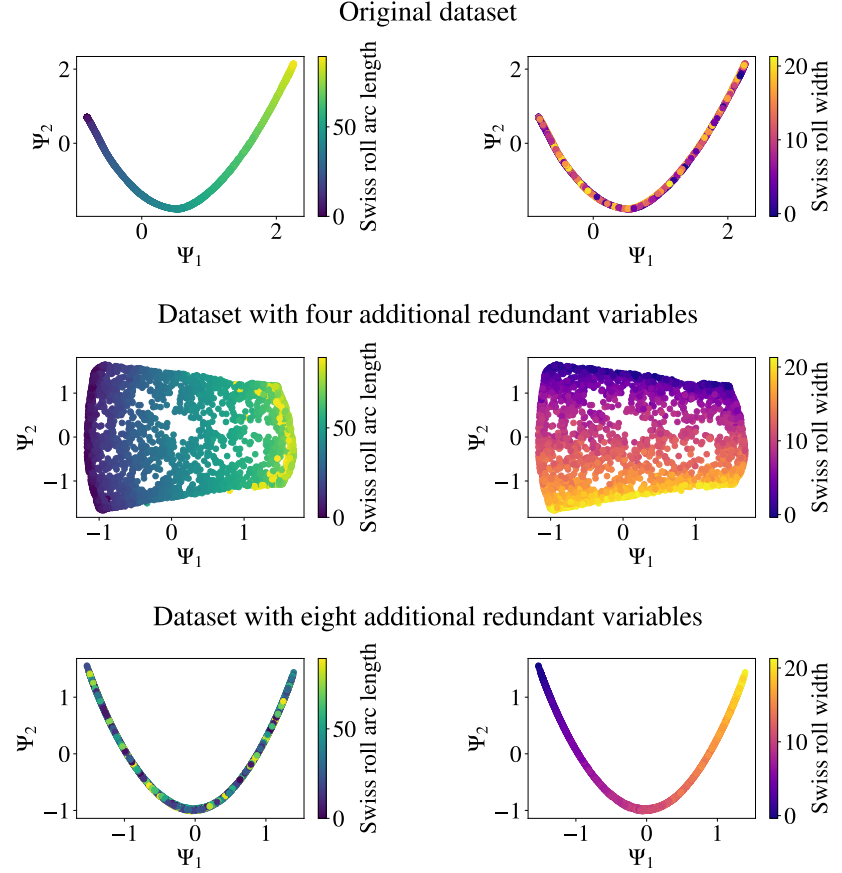 Original dataset
2
0
Ψ2
0
2
Ψ1
50
0
Swiss roll arc length
2
0
Ψ2
0
2
Ψ1
20
10
0
Swiss roll width
Dataset with four additional redundant variables
1
0
−1
Ψ2
−1
0
1
Ψ1
50
0
Swiss roll arc length
1
0
−1
Ψ2
−1
0
1
Ψ1
20
10
0
Swiss roll width
Dataset with eight additional redundant variables
1
0
−1
Ψ2
−1
0
1
Ψ1
50
0
Swiss roll arc length
1
0
−1
Ψ2
−1
0
1
Ψ1
20
10
0
Swiss roll width